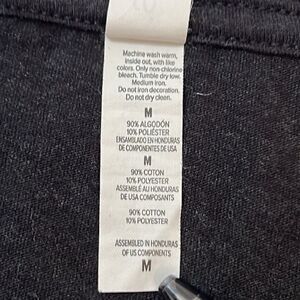 Machine wash warm,
inside out, with like
colors. Only non-chlorine
bleach. Tumble dry low.
Medium iron.
Do not iron decoration.
Do not dry clean.
M
90% ALGODÓN
10% POLIÉSTER
ENSAMBLADO EN HONDURAS
DE COMPONENTES DE USA
M
90% COTON
10% POLYESTER
ASSEMBLÉ AU HONDURAS
DE USA COMPOSANTS
90% COTTON
10% POLYESTER
ASSEMBLED IN HONDURAS
OF US COMPONENTS
M